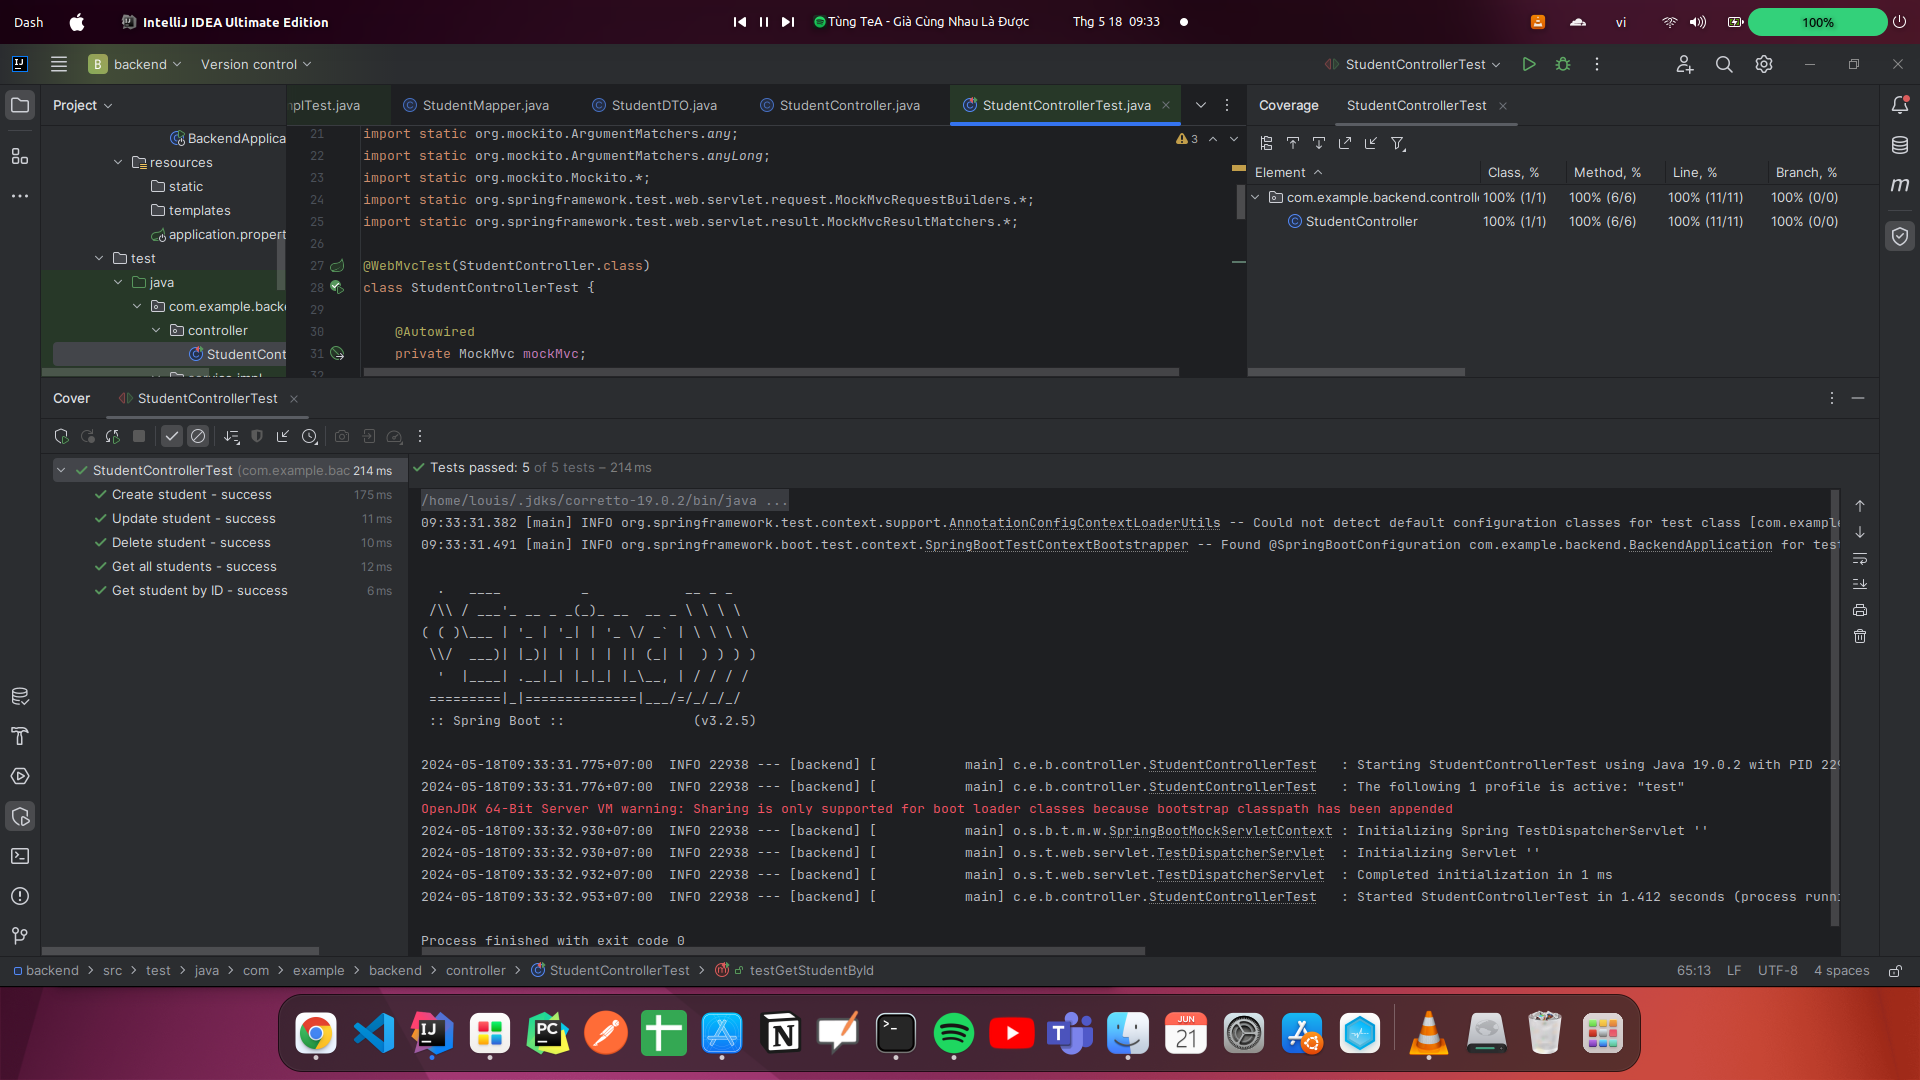 Dash
IntelliJ IDEA Ultimate Edition
Tùng TeA - Già Cùng Nhau Là Được
Thg 5 18 09:33
vi
100%
IJ
B backend
Version control
StudentControllerTest
Project
nplTest.java
StudentMapper.java
StudentDTO.java
StudentController.java
StudentControllerTest.java
Coverage
StudentControllerTest
BackendApplica
resources
static
templates
application.propert
test
java
com.example.backe
controller
StudentCont
21 import static org.mockito.ArgumentMatchers.any;
22 import static org.mockito.ArgumentMatchers.anyLong;
23 import static org.mockito.Mockito.*;
24 import static org.springframework.test.web.servlet.request.MockMvcRequestBuilders.*;
25 import static org.springframework.test.web.servlet.result.MockMvcResultMatchers.*;
26
27 @WebMvcTest(StudentController.class)
28 class StudentControllerTest {
29
30 @Autowired
31 private MockMvc mockMvc;
32
3
Element Class, % Method, % Line, % Branch, %
com.example.backend.controlle 100% (1/1) 100% (6/6) 100% (11/11) 100% (0/0)
StudentController 100% (1/1) 100% (6/6) 100% (11/11) 100% (0/0)
m
Cover
StudentControllerTest
StudentControllerTest (com.example.bac 214 ms
Create student - success 175 ms
Update student - success 11 ms
Delete student - success 10 ms
Get all students - success 12 ms
Get student by ID - success 6 ms
Tests passed: 5 of 5 tests – 214 ms
/home/louis/.jdks/corretto-19.0.2/bin/java ...
09:33:31.382 [main] INFO org.springframework.test.context.support.AnnotationConfigContextLoaderUtils -- Could not detect default configuration classes for test class [com.example
09:33:31.491 [main] INFO org.springframework.boot.test.context.SpringBootTestContextBootstrapper -- Found @SpringBootConfiguration com.example.backend.BackendApplication for test
:: Spring Boot :: (v3.2.5)
2024-05-18T09:33:31.775+07:00 INFO 22938 --- [backend] [ main] c.e.b.controller.StudentControllerTest : Starting StudentControllerTest using Java 19.0.2 with PID 229
2024-05-18T09:33:31.776+07:00 INFO 22938 --- [backend] [ main] c.e.b.controller.StudentControllerTest : The following 1 profile is active: "test"
OpenJDK 64-Bit Server VM warning: Sharing is only supported for boot loader classes because bootstrap classpath has been appended
2024-05-18T09:33:32.930+07:00 INFO 22938 --- [backend] [ main] o.s.b.t.m.w.SpringBootMockServletContext : Initializing Spring TestDispatcherServlet ''
2024-05-18T09:33:32.930+07:00 INFO 22938 --- [backend] [ main] o.s.t.web.servlet.TestDispatcherServlet : Initializing Servlet ''
2024-05-18T09:33:32.932+07:00 INFO 22938 --- [backend] [ main] o.s.t.web.servlet.TestDispatcherServlet : Completed initialization in 1 ms
2024-05-18T09:33:32.953+07:00 INFO 22938 --- [backend] [ main] c.e.b.controller.StudentControllerTest : Started StudentControllerTest in 1.412 seconds (process runni
Process finished with exit code 0
backend > src > test > java > com > example > backend > controller > StudentControllerTest > testGetStudentById
65:13 LF UTF-8 4 spaces
IJ
PC
N
JUN
21